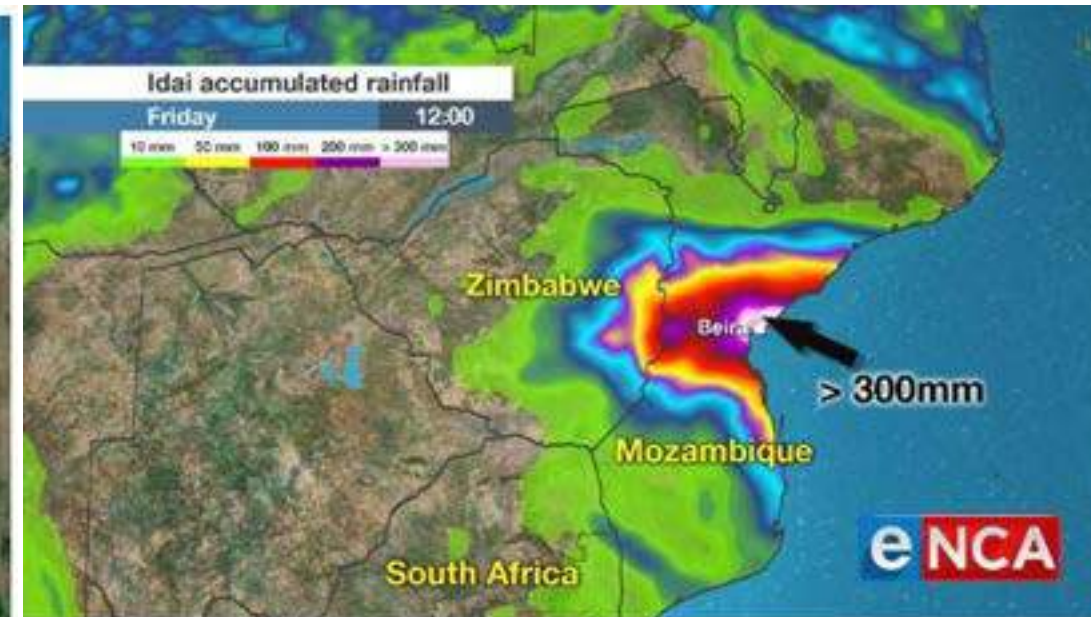 Idai accumulated rainfall
Friday 12:00
10 mm 50 mm 100 mm 200 mm > 300 mm
Zimbabwe
Beira
> 300mm
Mozambique
South Africa
eNCA